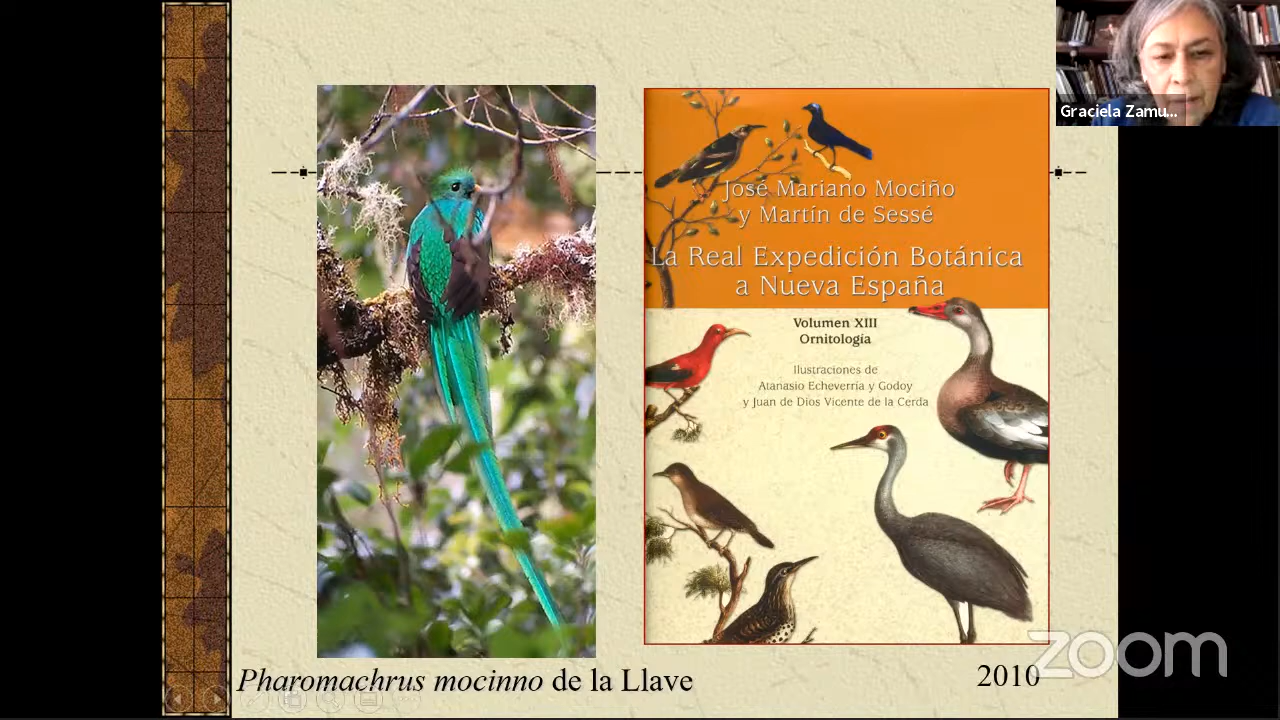 Graciela Zamu...
José Mariano Mociño
y Martín de Sessé
La Real Expedición Botánica
a Nueva España
Volumen XIII
Ornitología
Ilustraciones de
Atanasio Echeverría y Godoy
y Juan de Dios Vicente de la Cerda
Pharomachrus mocinno de la Llave
2010
zoom